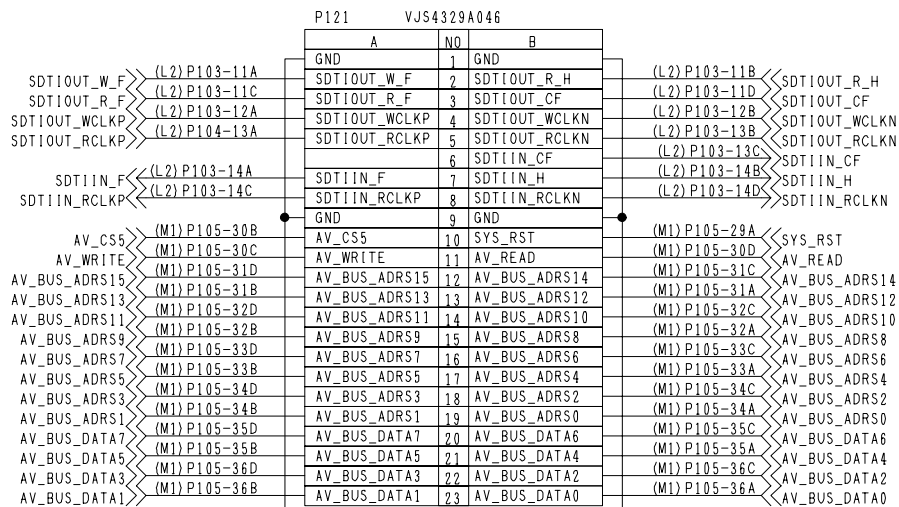 P121 VJS4329A046
A NO B
GND 1 GND
SDTIOUT_W_F (L2)P103-11A SDTIOUT_W_F 2 SDTIOUT_R_H (L2)P103-11B SDTIOUT_R_H
SDTIOUT_R_F (L2)P103-11C SDTIOUT_R_F 3 SDTIOUT_CF (L2)P103-11D SDTIOUT_CF
SDTIOUT_WCLKP (L2)P103-12A SDTIOUT_WCLKP 4 SDTIOUT_WCLKN (L2)P103-12B SDTIOUT_WCLKN
SDTIOUT_RCLKP (L2)P104-13A SDTIOUT_RCLKP 5 SDTIOUT_RCLKN (L2)P103-13B SDTIOUT_RCLKN
6 SDTIIN_CF (L2)P103-13C SDTIIN_CF
SDTIIN_F (L2)P103-14A SDTIIN_F 7 SDTIIN_H (L2)P103-14B SDTIIN_H
SDTIIN_RCLKP (L2)P103-14C SDTIIN_RCLKP 8 SDTIIN_RCLKN (L2)P103-14D SDTIIN_RCLKN
GND 9 GND
AV_CS5 (M1)P105-30B AV_CS5 10 SYS_RST (M1)P105-29A SYS_RST
AV_WRITE (M1)P105-30C AV_WRITE 11 AV_READ (M1)P105-30D AV_READ
AV_BUS_ADRS15 (M1)P105-31D AV_BUS_ADRS15 12 AV_BUS_ADRS14 (M1)P105-31C AV_BUS_ADRS14
AV_BUS_ADRS13 (M1)P105-31B AV_BUS_ADRS13 13 AV_BUS_ADRS12 (M1)P105-31A AV_BUS_ADRS12
AV_BUS_ADRS11 (M1)P105-32D AV_BUS_ADRS11 14 AV_BUS_ADRS10 (M1)P105-32C AV_BUS_ADRS10
AV_BUS_ADRS9 (M1)P105-32B AV_BUS_ADRS9 15 AV_BUS_ADRS8 (M1)P105-32A AV_BUS_ADRS8
AV_BUS_ADRS7 (M1)P105-33D AV_BUS_ADRS7 16 AV_BUS_ADRS6 (M1)P105-33C AV_BUS_ADRS6
AV_BUS_ADRS5 (M1)P105-33B AV_BUS_ADRS5 17 AV_BUS_ADRS4 (M1)P105-33A AV_BUS_ADRS4
AV_BUS_ADRS3 (M1)P105-34D AV_BUS_ADRS3 18 AV_BUS_ADRS2 (M1)P105-34C AV_BUS_ADRS2
AV_BUS_ADRS1 (M1)P105-34B AV_BUS_ADRS1 19 AV_BUS_ADRS0 (M1)P105-34A AV_BUS_ADRS0
AV_BUS_DATA7 (M1)P105-35D AV_BUS_DATA7 20 AV_BUS_DATA6 (M1)P105-35C AV_BUS_DATA6
AV_BUS_DATA5 (M1)P105-35B AV_BUS_DATA5 21 AV_BUS_DATA4 (M1)P105-35A AV_BUS_DATA4
AV_BUS_DATA3 (M1)P105-36D AV_BUS_DATA3 22 AV_BUS_DATA2 (M1)P105-36C AV_BUS_DATA2
AV_BUS_DATA1 (M1)P105-36B AV_BUS_DATA1 23 AV_BUS_DATA0 (M1)P105-36A AV_BUS_DATA0